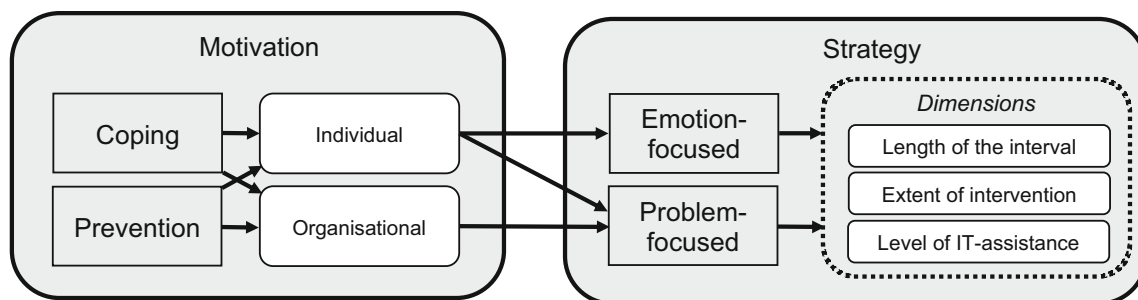 Motivation
Coping
Prevention
Individual
Organisational
Strategy
Emotion-
focused
Problem-
focused
Dimensions
Length of the interval
Extent of intervention
Level of IT-assistance